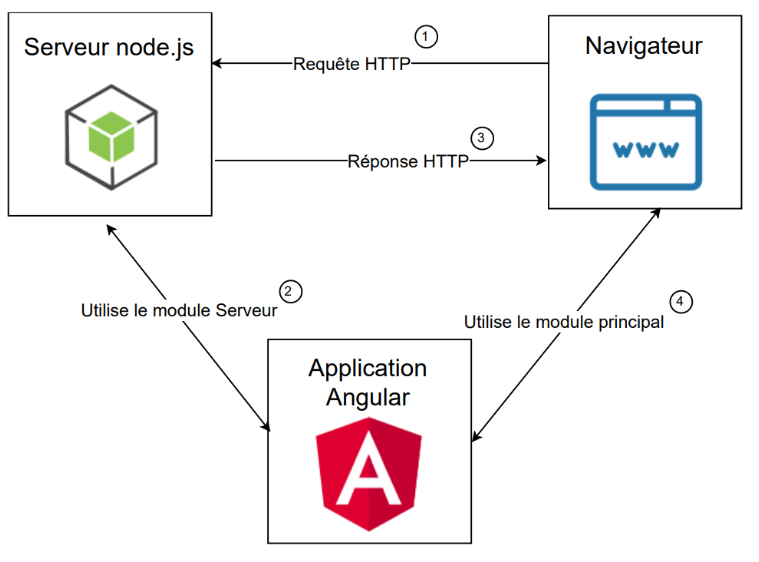 Serveur node.js
Navigateur
1
Requête HTTP
www
3
Réponse HTTP
2
Utilise le module Serveur
4
Utilise le module principal
Application
Angular
A